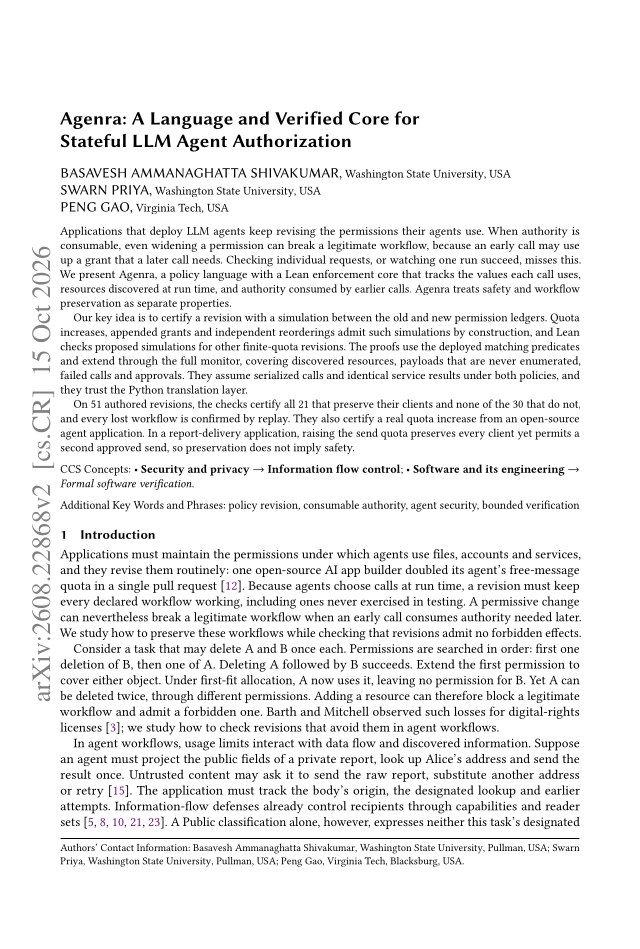 Agenra: A Language and Verified Core for
Stateful LLM Agent Authorization
BASAVESH AMMANAGHATTA SHIVAKUMAR, Washington State University, USA
SWARN PRIYA, Washington State University, USA
PENG GAO, Virginia Tech, USA
Applications that deploy LLM agents keep revising the permissions their agents use. When authority is
consumable, even widening a permission can break a legitimate workflow, because an early call may use
up a grant that a later call needs. Checking individual requests, or watching one run succeed, misses this.
We present Agenra, a policy language with a Lean enforcement core that tracks the values each call uses,
resources discovered at run time, and authority consumed by earlier calls. Agenra treats safety and workflow
preservation as separate properties.
Our key idea is to certify a revision with a simulation between the old and new permission ledgers. Quota
increases, appended grants and independent reorderings admit such simulations by construction, and Lean
checks proposed simulations for other finite-quota revisions. The proofs use the deployed matching predicates
and extend through the full monitor, covering discovered resources, payloads that are never enumerated,
failed calls and approvals. They assume serialized calls and identical service results under both policies, and
they trust the Python translation layer.
On 51 authored revisions, the checks certify all 21 that preserve their clients and none of the 30 that do not,
and every lost workflow is confirmed by replay. They also certify a real quota increase from an open-source
agent application. In a report-delivery application, raising the send quota preserves every client yet permits a
second approved send, so preservation does not imply safety.
CCS Concepts: • Security and privacy → Information flow control; • Software and its engineering →
Formal software verification.
Additional Key Words and Phrases: policy revision, consumable authority, agent security, bounded verification
1 Introduction
Applications must maintain the permissions under which agents use files, accounts and services,
and they revise them routinely: one open-source AI app builder doubled its agent's free-message
quota in a single pull request [12]. Because agents choose calls at run time, a revision must keep
every declared workflow working, including ones never exercised in testing. A permissive change
can nevertheless break a legitimate workflow when an early call consumes authority needed later.
We study how to preserve these workflows while checking that revisions admit no forbidden effects.
Consider a task that may delete A and B once each. Permissions are searched in order: first one
deletion of B, then one of A. Deleting A followed by B succeeds. Extend the first permission to
cover either object. Under first-fit allocation, A now uses it, leaving no permission for B. Yet A can
be deleted twice, through different permissions. Adding a resource can therefore block a legitimate
workflow and admit a forbidden one. Barth and Mitchell observed such losses for digital-rights
licenses [3]; we study how to check revisions that avoid them in agent workflows.
In agent workflows, usage limits interact with data flow and discovered information. Suppose
an agent must project the public fields of a private report, look up Alice's address and send the
result once. Untrusted content may ask it to send the raw report, substitute another address
or retry [15]. The application must track the body's origin, the designated lookup and earlier
attempts. Information-flow defenses already control recipients through capabilities and reader
sets [5, 8, 10, 21, 23]. A Public classification alone, however, expresses neither this task's designated
Authors' Contact Information: Basavesh Ammanaghatta Shivakumar, Washington State University, Pullman, USA; Swarn
Priya, Washington State University, Pullman, USA; Peng Gao, Virginia Tech, Blacksburg, USA.
arXiv:2608.22868v2 [cs.CR] 15 Oct 2026